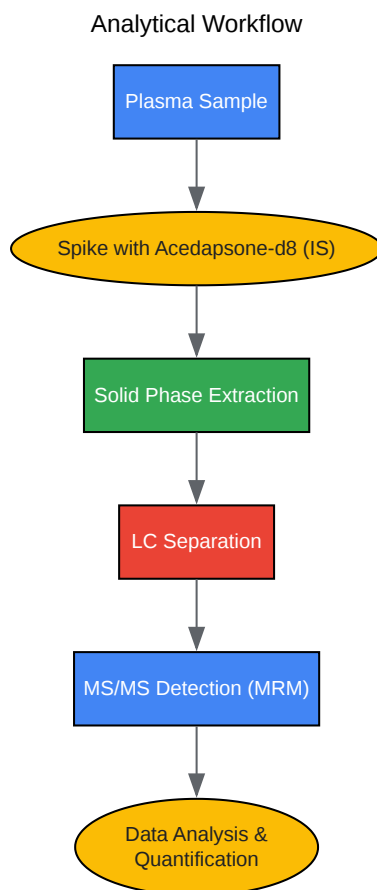 Analytical Workflow
Plasma Sample
Spike with Acedapsone-d8 (IS)
Solid Phase Extraction
LC Separation
MS/MS Detection (MRM)
Data Analysis &
Quantification